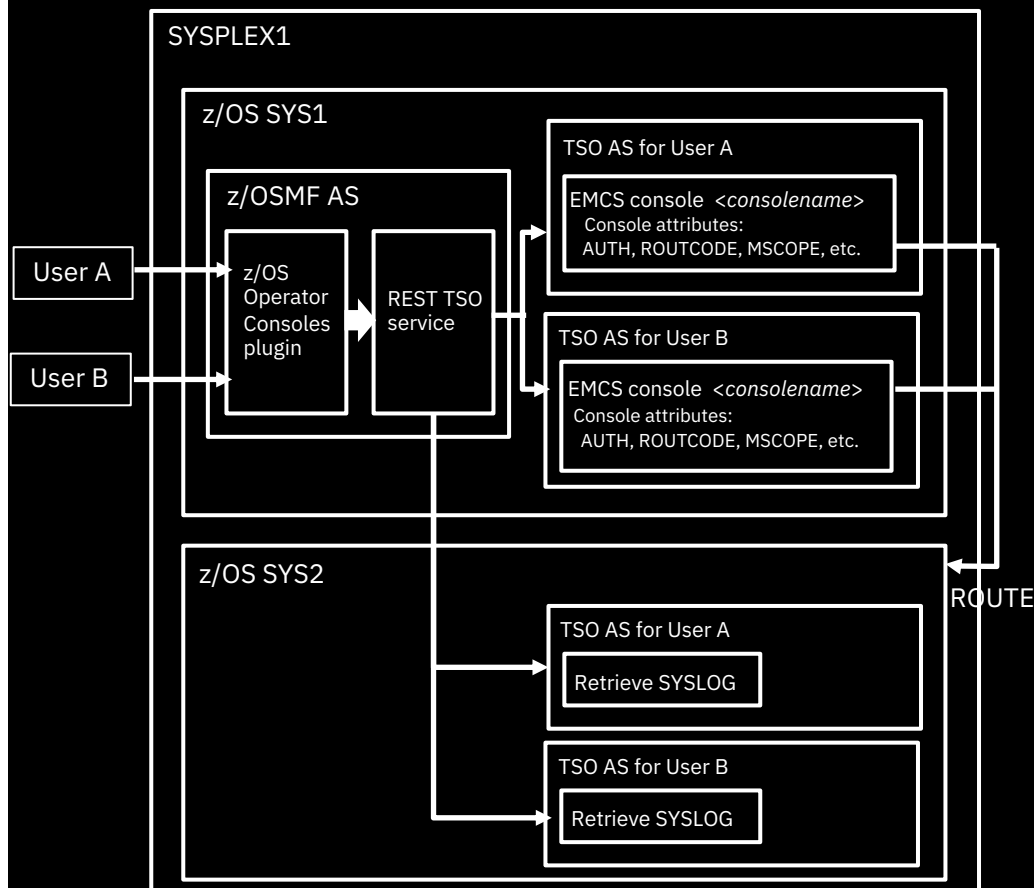 SYSPLEX1
z/OS SYS1
z/OSMF AS
User A
User B
z/OS
Operator
Consoles
plugin
REST TSO
service
TSO AS for User A
EMCS console <consolename>
Console attributes:
AUTH, ROUTCODE, MSCOPE, etc.
TSO AS for User B
EMCS console <consolename>
Console attributes:
AUTH, ROUTCODE, MSCOPE, etc.
z/OS SYS2
ROUTE
TSO AS for User A
Retrieve SYSLOG
TSO AS for User B
Retrieve SYSLOG